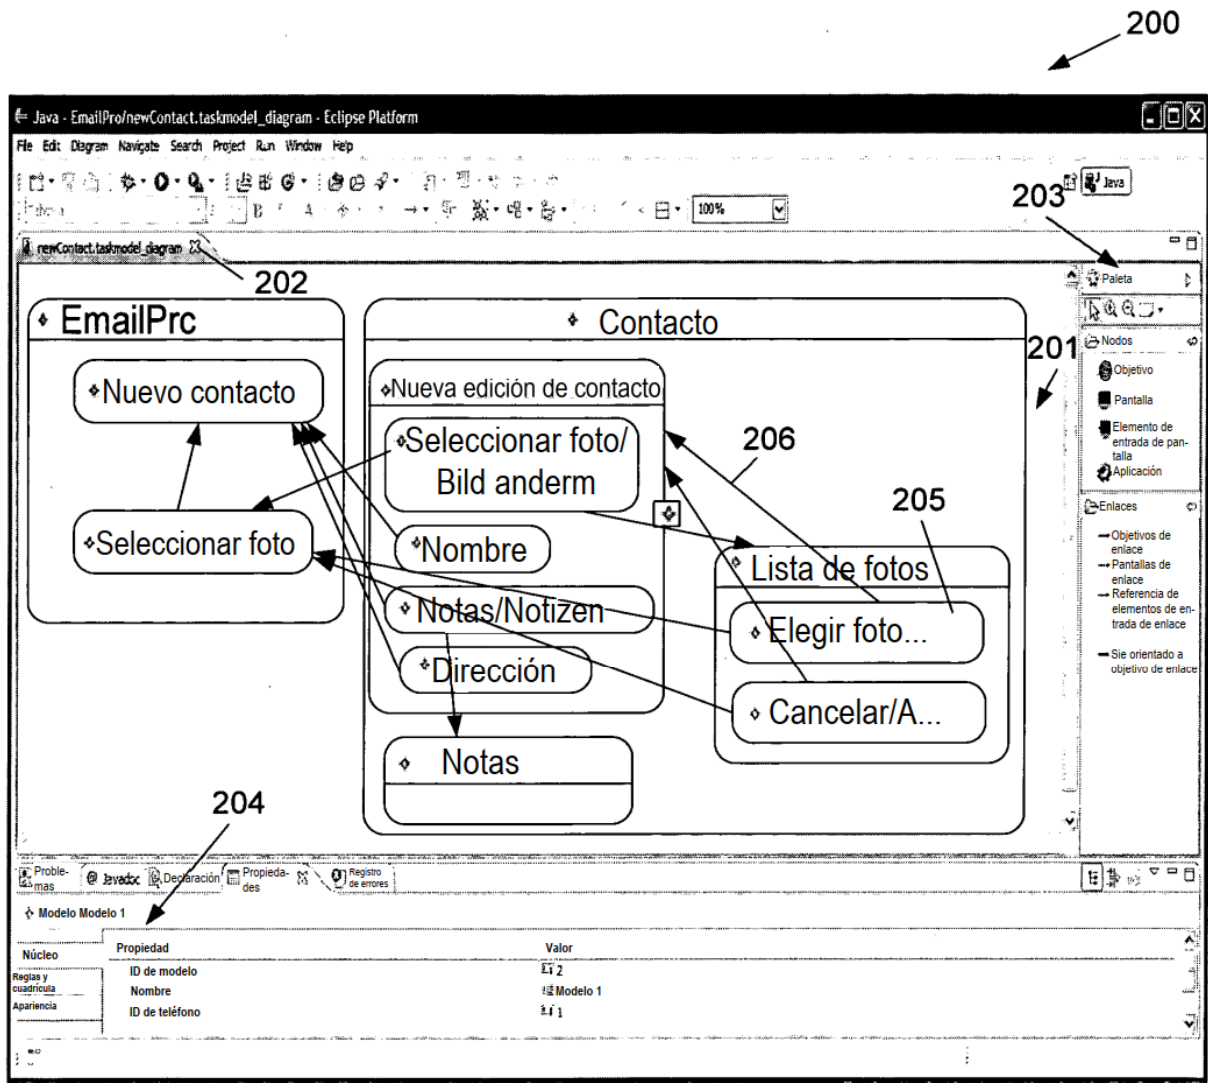 200
Java - EmailPro/newContact.taskmodel_diagram - Eclipse Platform
File Edit Diagram Navigate Search Project Run Window Help
Java
203
100%
newContact.taskmodel_diagram
202
Paleta
EmailPrc
Contacto
201
Nodos
Nuevo contacto
Nueva edición de contacto
Objetivo
Pantalla
Seleccionar foto/
Bild anderm
206
Elemento de
entrada de pan-
talla
Aplicación
205
Enlaces
Seleccionar foto
Nombre
Lista de fotos
Objetivos de
enlace
Pantallas de
enlace
Referencia de
elementos de en-
trada de enlace
Notas/Notizen
Elegir foto...
Dirección
Sie orientado a
objetivo de enlace
Cancelar/A...
Notas
204
Proble-
mas
Javadoc
Declaración
Propieda-
des
Registro
de errores
Modelo Modelo 1
Núcleo
Propiedad Valor
Reglas y
cuadrícula
ID de modelo 2
Nombre Modelo 1
Apariencia
ID de teléfono 1